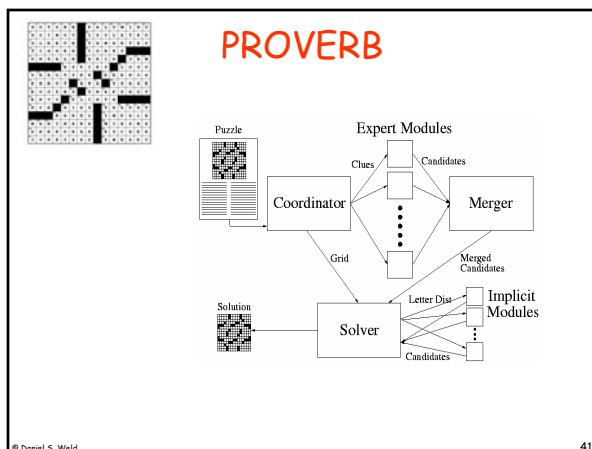 PROVERB
Puzzle
Expert Modules
Clues
Candidates
Coordinator
Merger
Grid
Merged
Candidates
Solution
Letter Dist
Implicit
Modules
Solver
Candidates
© Daniel S. Weld
41